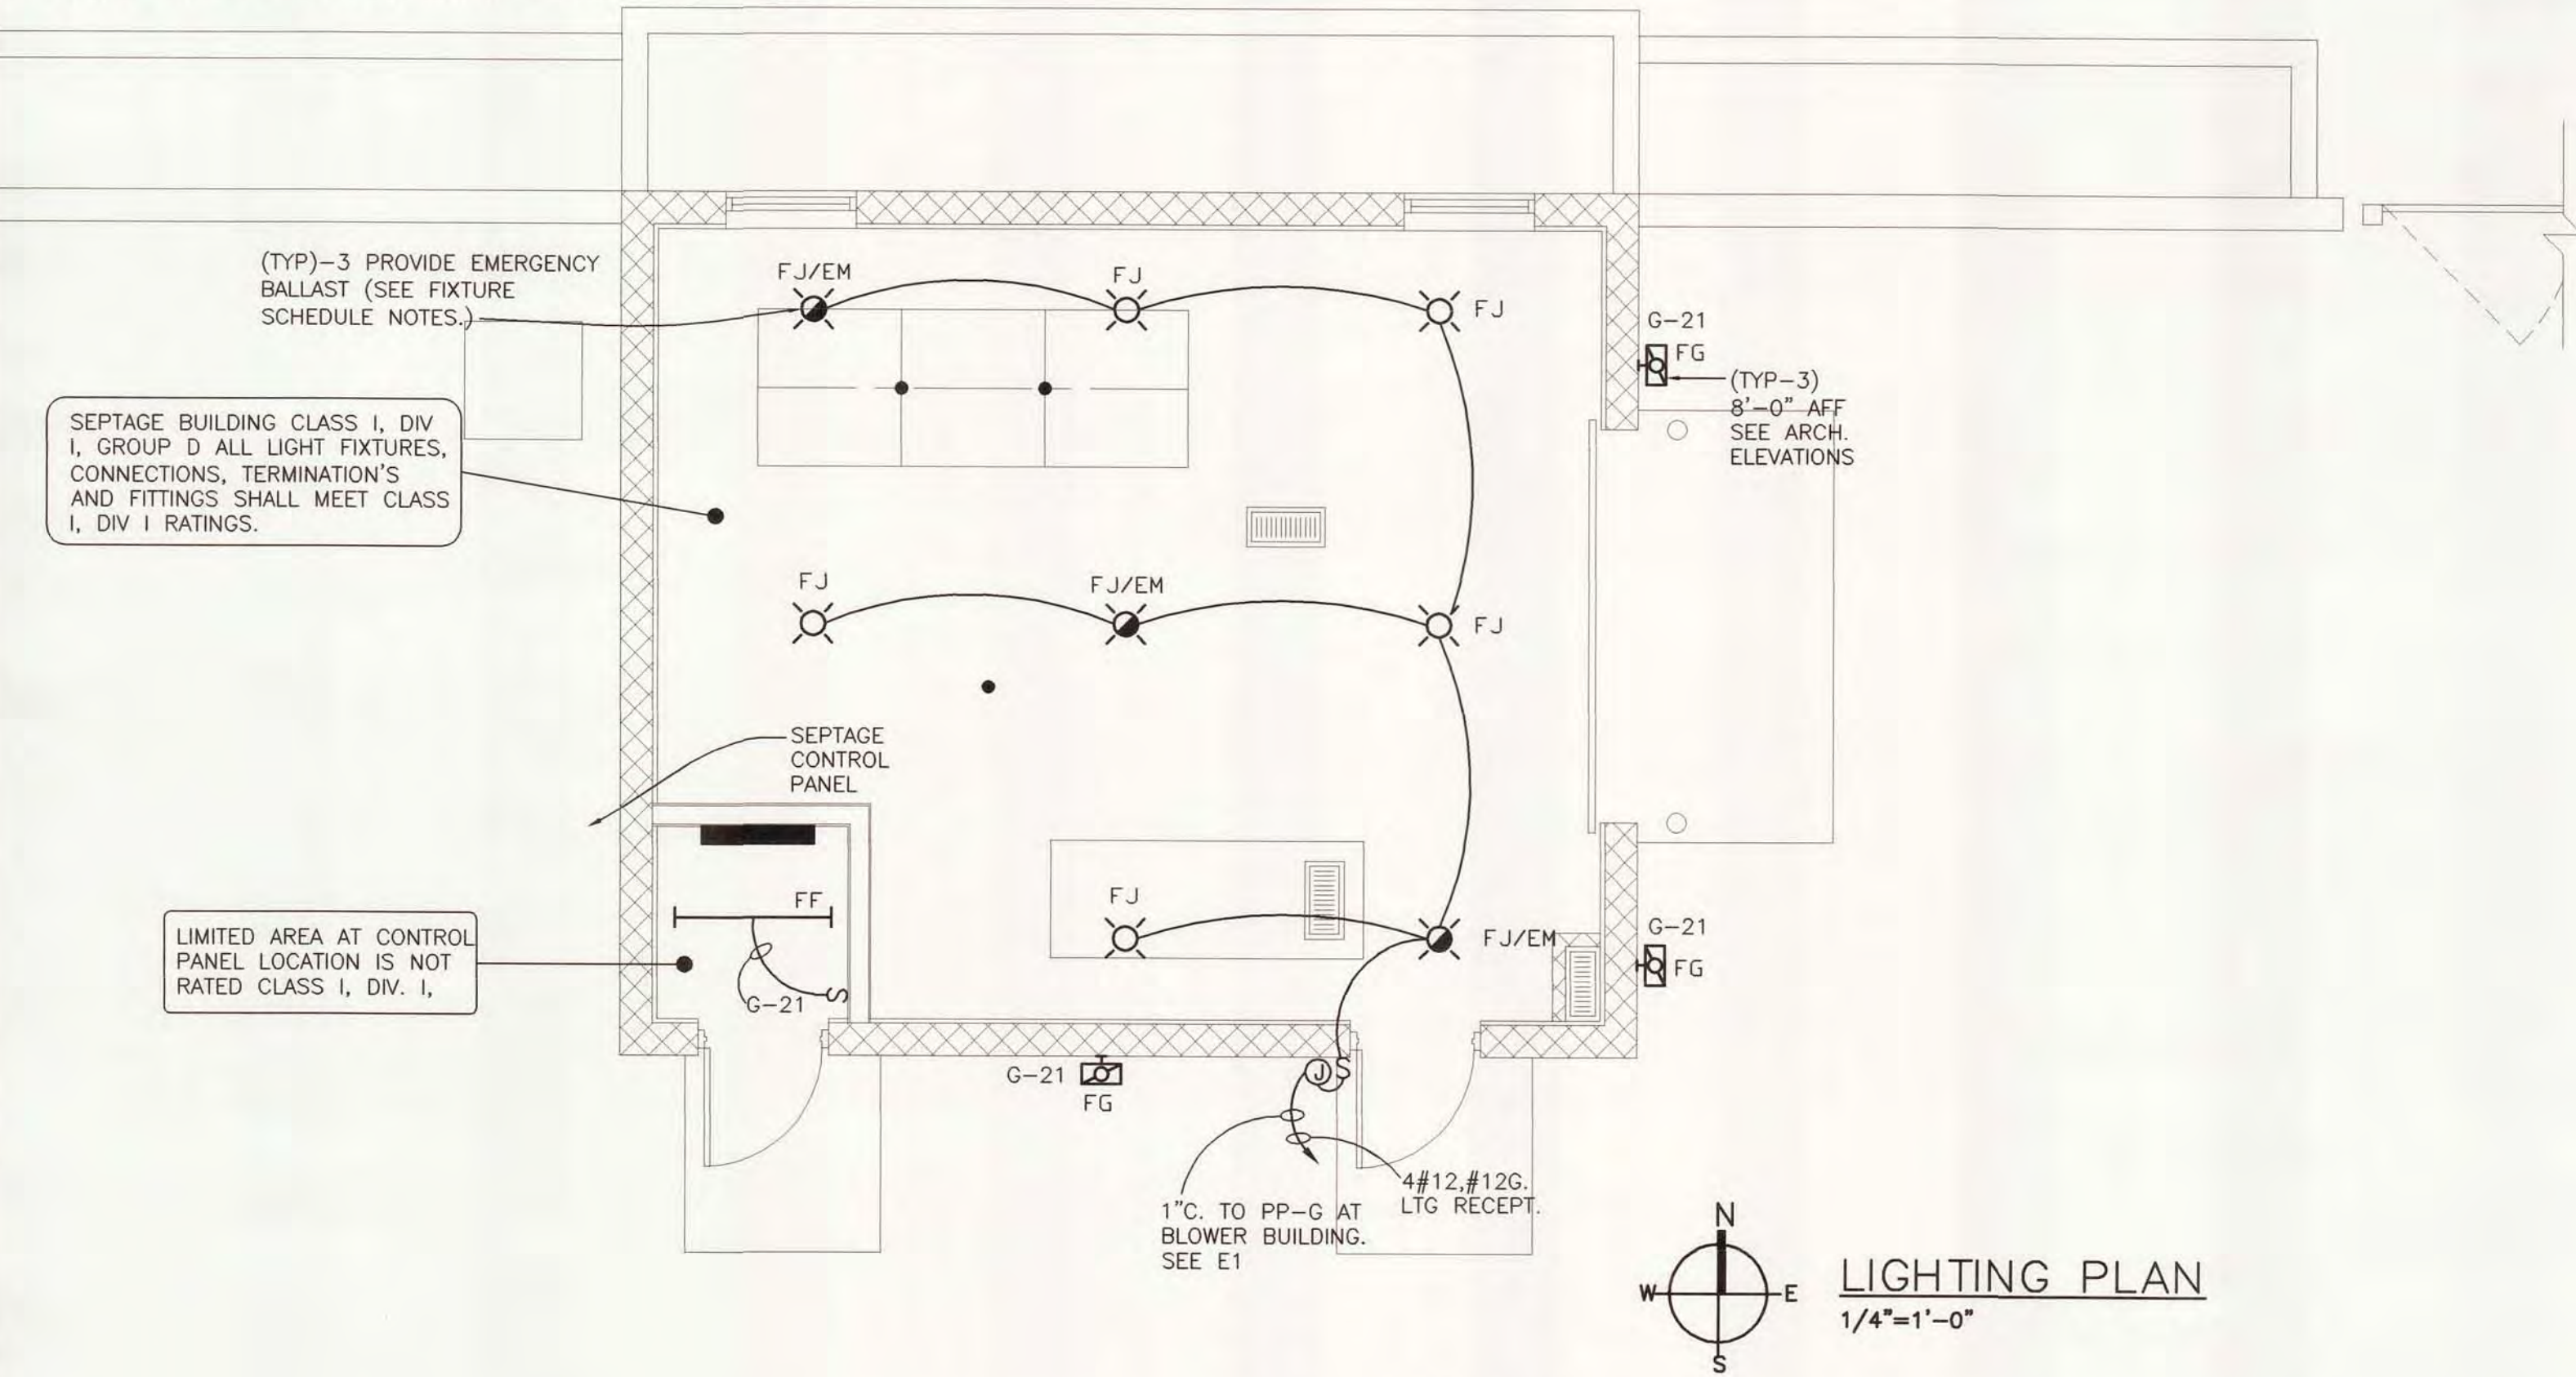 (TYP)-3 PROVIDE EMERGENCY
BALLAST (SEE FIXTURE
SCHEDULE NOTES.)
FJ/EM
FJ
FJ
G-21
FG
(TYP-3)
8'-0" AFF
SEE ARCH.
ELEVATIONS
SEPTAGE BUILDING CLASS I, DIV
I, GROUP D ALL LIGHT FIXTURES,
CONNECTIONS, TERMINATION'S
AND FITTINGS SHALL MEET CLASS
I, DIV I RATINGS.
FJ
FJ/EM
FJ
SEPTAGE
CONTROL
PANEL
FF
FJ
FJ/EM
G-21
FG
LIMITED AREA AT CONTROL
PANEL LOCATION IS NOT
RATED CLASS I, DIV. I,
S
G-21
G-21
FG
J
S
4#12,#12G.
LTG RECEPT.
1"C. TO PP-G AT
BLOWER BUILDING.
SEE E1
N
W
E
S
LIGHTING PLAN
1/4"=1'-0"